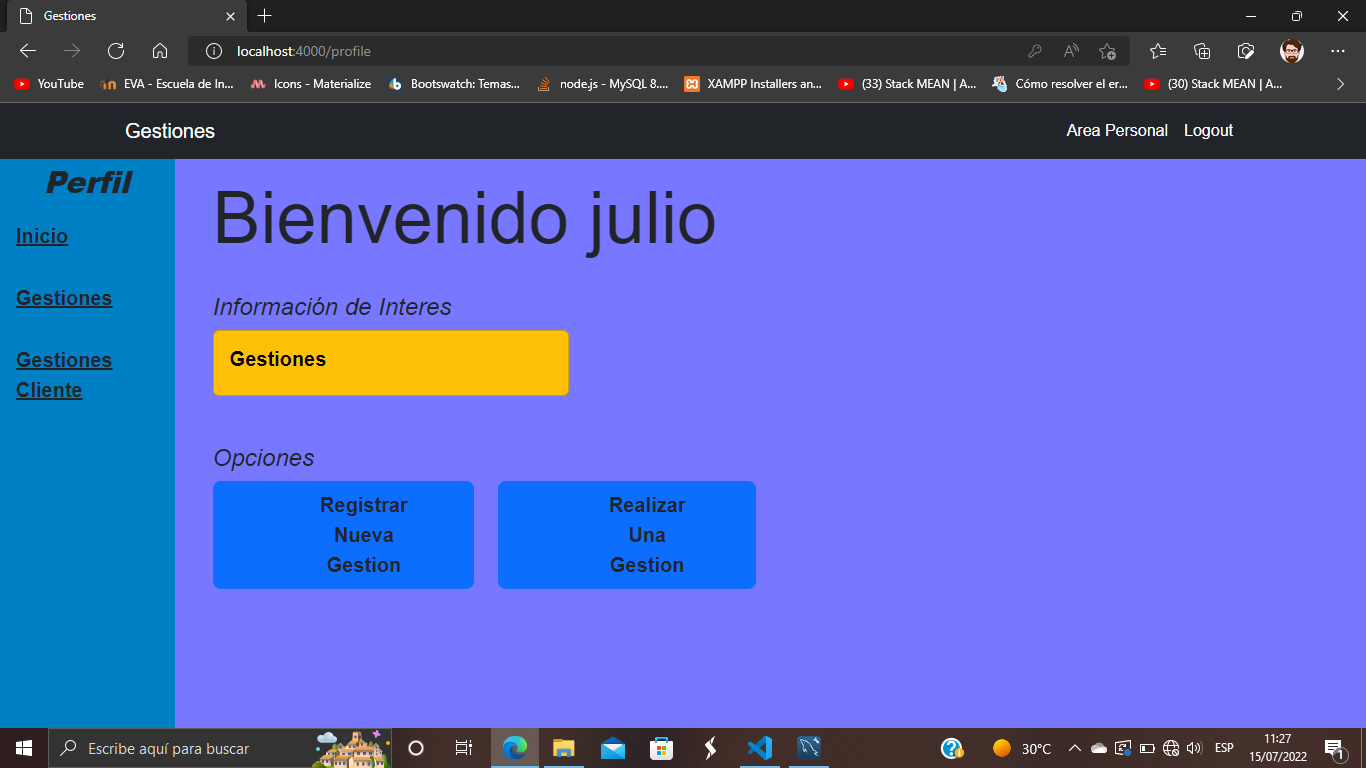 Gestiones
localhost:4000/profile
YouTube
EVA - Escuela de In...
Icons - Materialize
Bootswatch: Temas...
node.js - MySQL 8....
XAMPP Installers an...
(33) Stack MEAN | A...
Cómo resolver el er...
(30) Stack MEAN | A...
Gestiones
Area Personal
Logout
Perfil
Inicio
Gestiones
Gestiones
Cliente
Bienvenido julio
Información de Interes
Gestiones
Opciones
Registrar
Nueva
Gestion
Realizar
Una
Gestion
Escribe aquí para buscar
30°C
ESP
11:27
15/07/2022
1